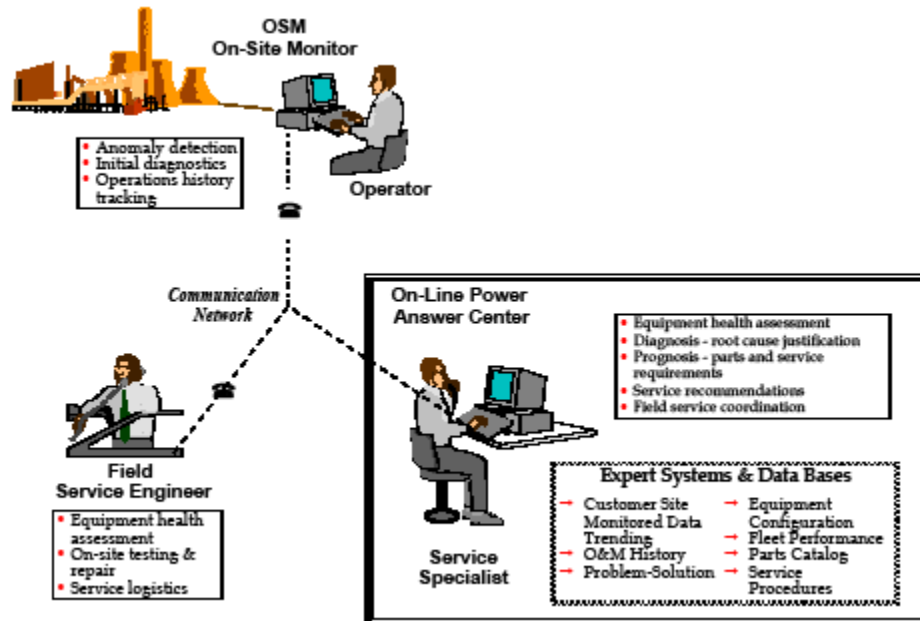 OSM
On-Site Monitor
• Anomaly detection
• Initial diagnostics
• Operations history
tracking
Operator
Communication
Network
On-Line Power
Answer Center
• Equipment health assessment
• Diagnosis - root cause justification
• Prognosis - parts and service
requirements
• Service recommendations
• Field service coordination
Field
Service Engineer
• Equipment health
assessment
• On-site testing &
repair
• Service logistics
Service
Specialist
Expert Systems & Data Bases
→ Customer Site
Monitored Data
Trending
→ O&M History
→ Problem-Solution
→ Equipment
Configuration
→ Fleet Performance
→ Parts Catalog
→ Service
Procedures